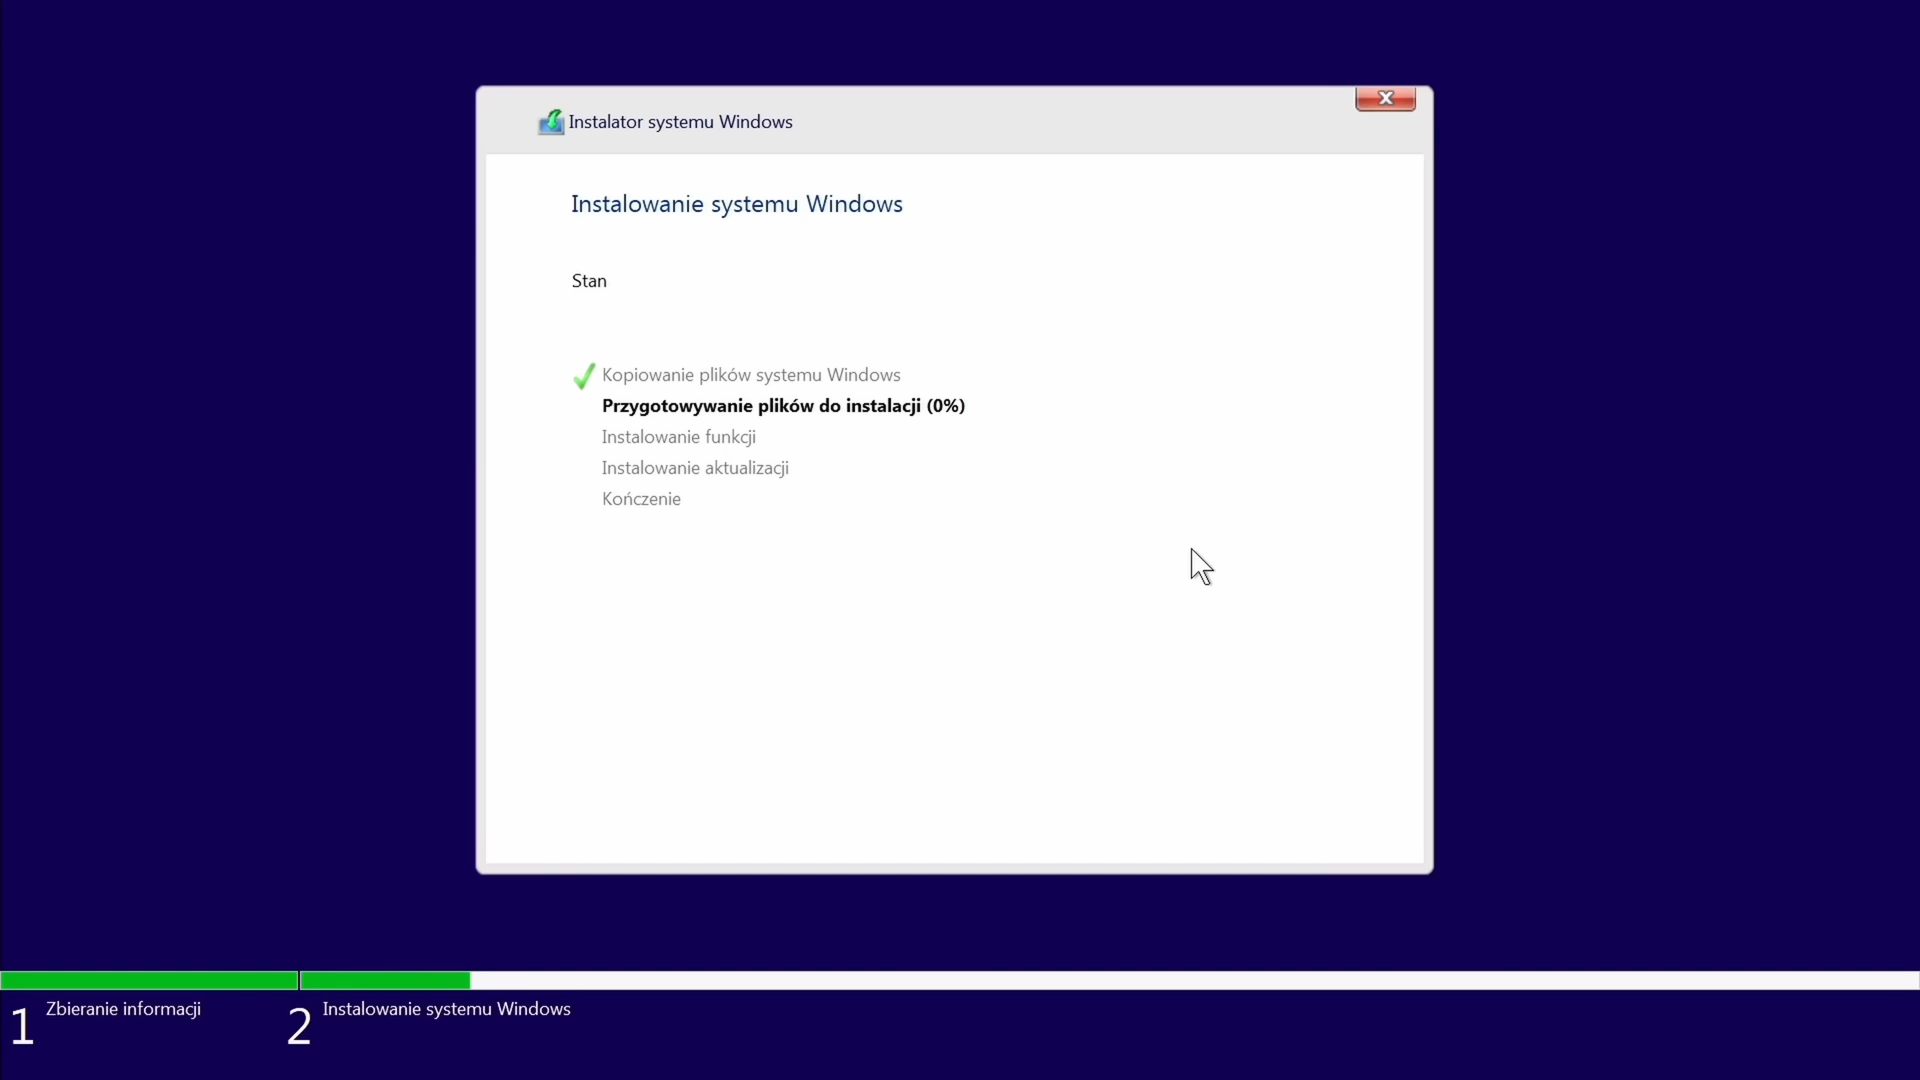 Instalator systemu Windows
Instalowanie systemu Windows
Stan
Kopiowanie plików systemu Windows
Przygotowywanie plików do instalacji (0%)
Instalowanie funkcji
Instalowanie aktualizacji
Kończenie
1 Zbieranie informacji
2 Instalowanie systemu Windows